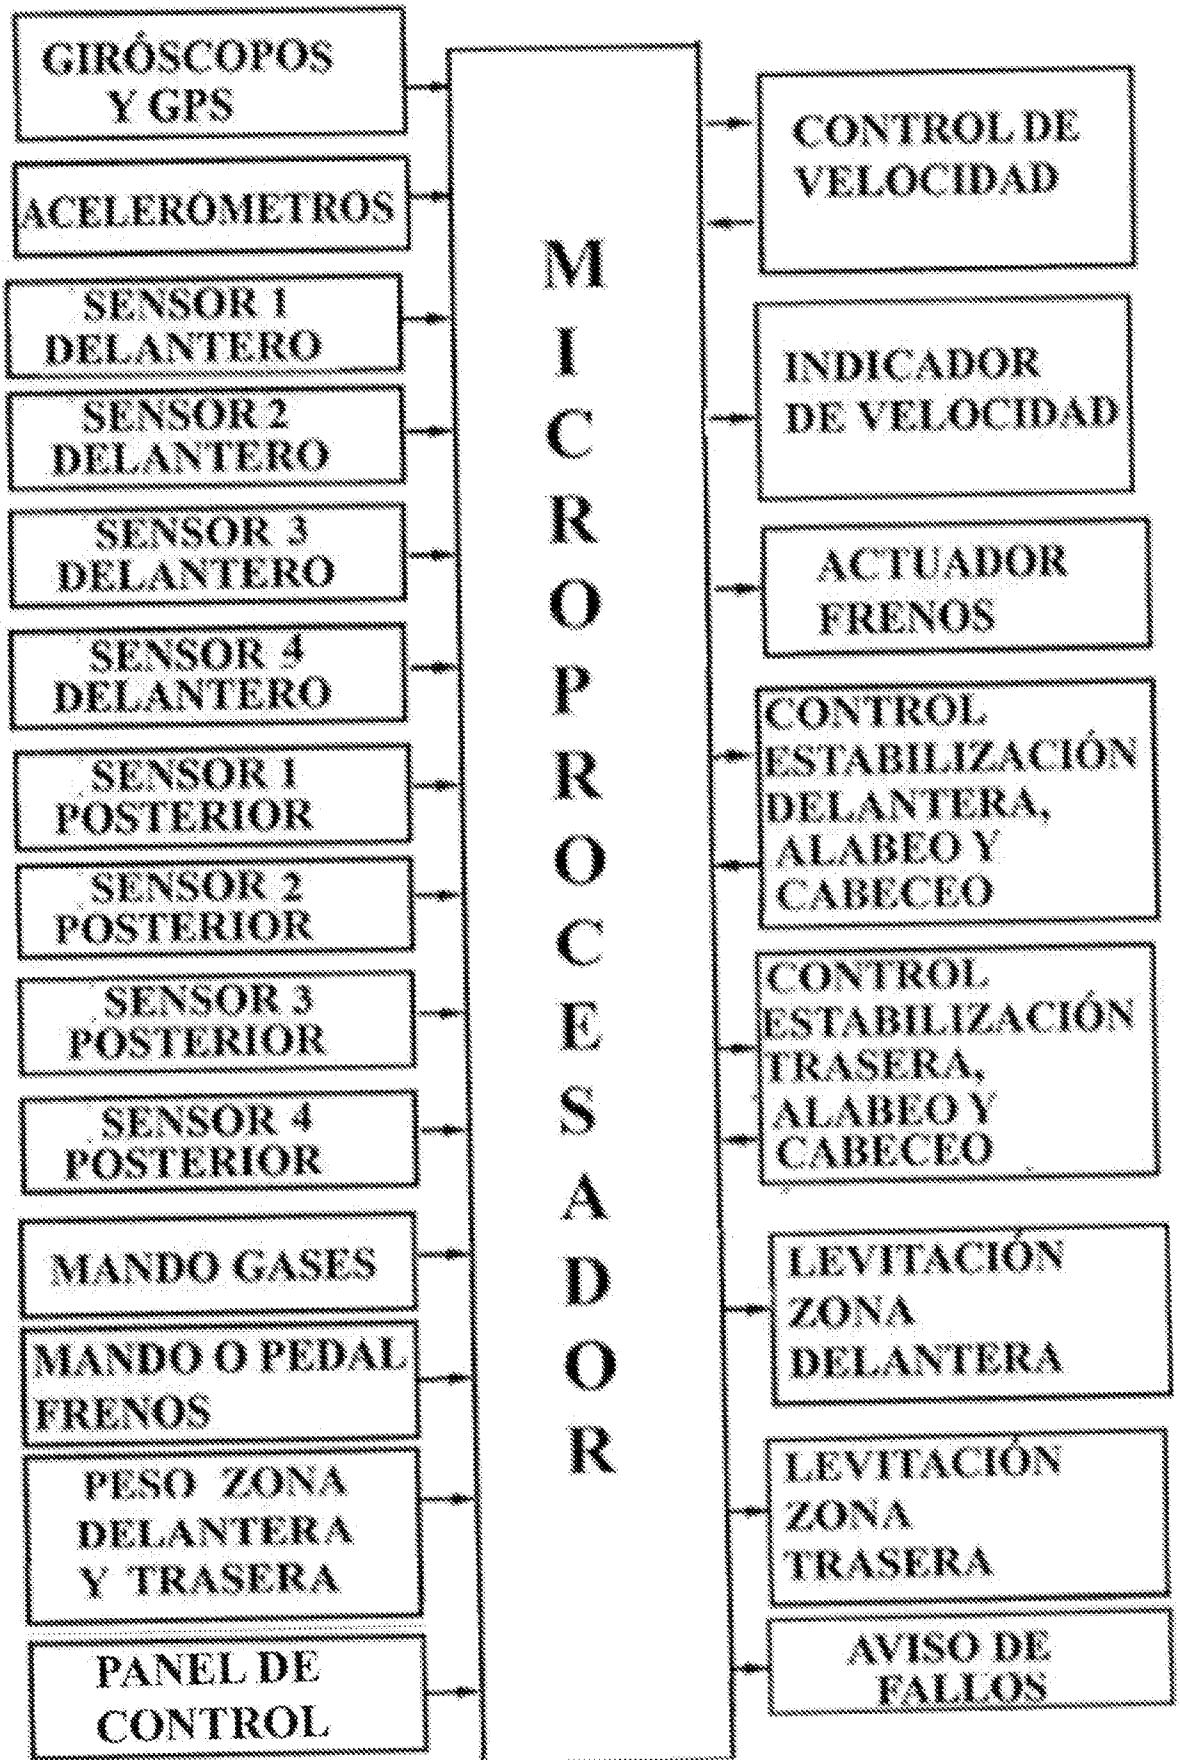 GIRÓSCOPOS
Y GPS
ACELERÓMETROS
SENSOR 1
DELANTERO
SENSOR 2
DELANTERO
SENSOR 3
DELANTERO
SENSOR 4
DELANTERO
SENSOR 1
POSTERIOR
SENSOR 2
POSTERIOR
SENSOR 3
POSTERIOR
SENSOR 4
POSTERIOR
MANDO GASES
MANDO O PEDAL
FRENOS
PESO ZONA
DELANTERA
Y TRASERA
PANEL DE
CONTROL
MICROPROCESADOR
CONTROL DE
VELOCIDAD
INDICADOR
DE VELOCIDAD
ACTUADOR
FRENOS
CONTROL
ESTABILIZACIÓN
DELANTERA,
ALABEO Y
CABECEO
CONTROL
ESTABILIZACIÓN
TRASERA,
ALABEO Y
CABECEO
LEVITACIÓN
ZONA
DELANTERA
LEVITACIÓN
ZONA
TRASERA
AVISO DE
FALLOS